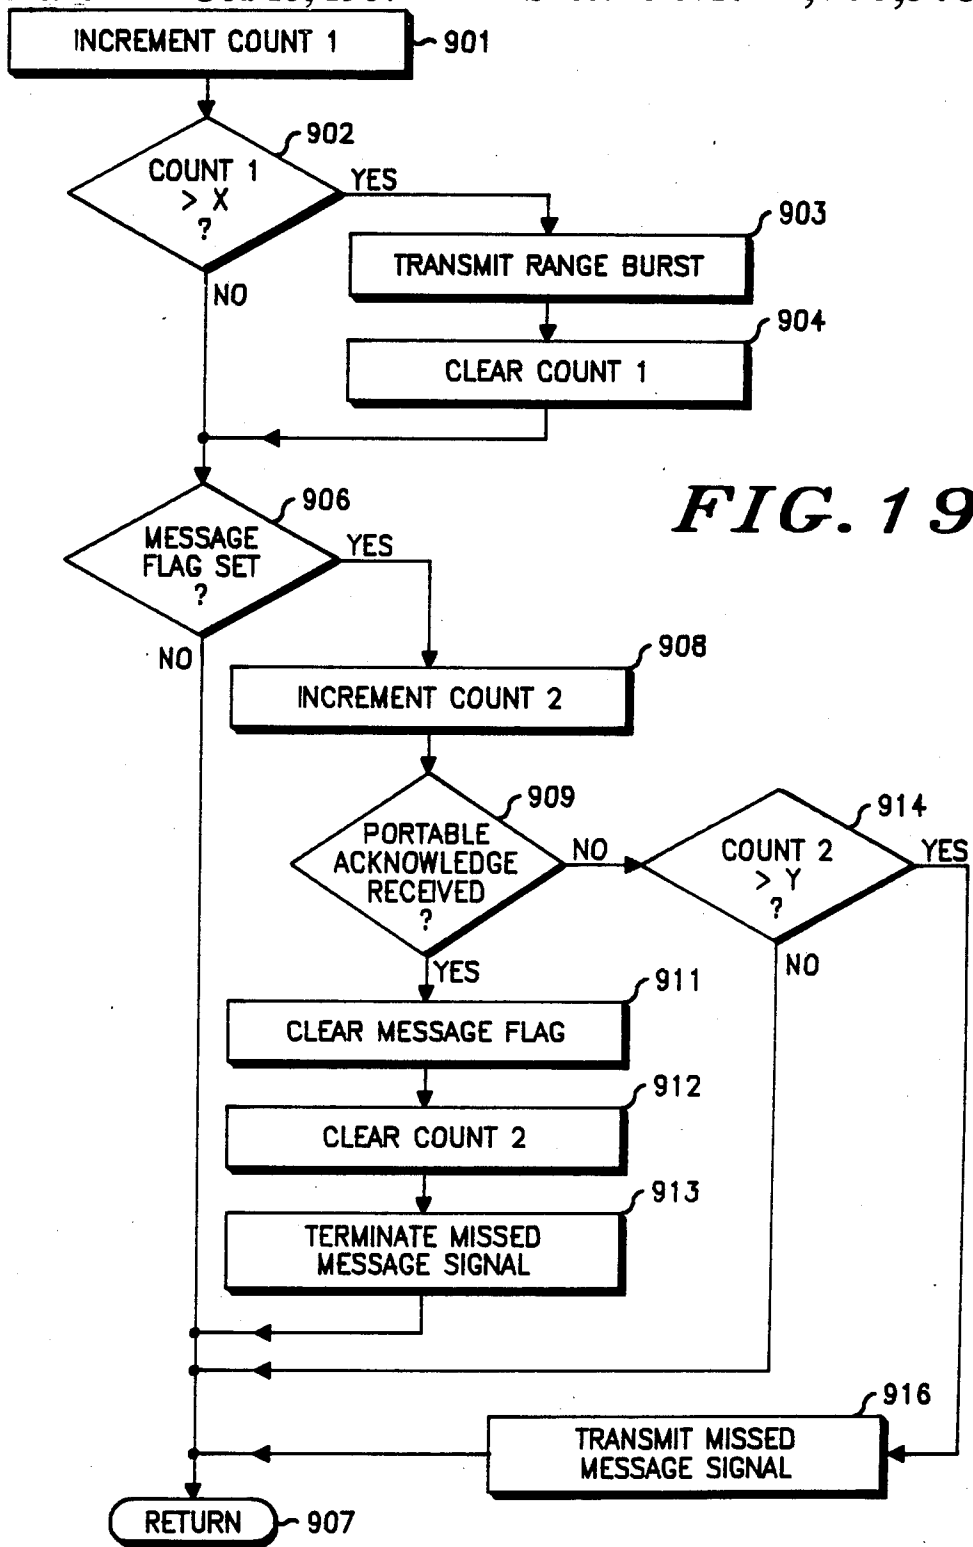 INCREMENT COUNT 1
901
902
COUNT 1
> X
?
YES
NO
903
TRANSMIT RANGE BURST
904
CLEAR COUNT 1
906
MESSAGE
FLAG SET
?
YES
NO
FIG. 19
908
INCREMENT COUNT 2
909
PORTABLE
ACKNOWLEDGE
RECEIVED
?
NO
YES
914
COUNT 2
> Y
?
YES
NO
911
CLEAR MESSAGE FLAG
912
CLEAR COUNT 2
913
TERMINATE MISSED
MESSAGE SIGNAL
916
TRANSMIT MISSED
MESSAGE SIGNAL
RETURN
907